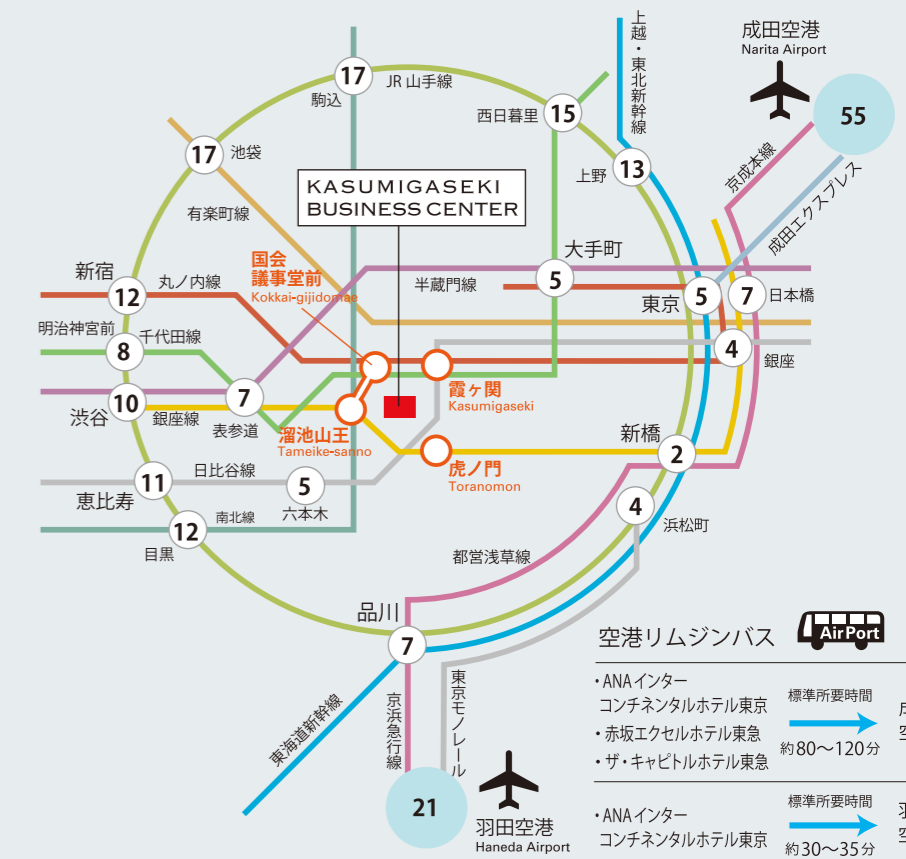 上越・東北新幹線
成田空港
Narita Airport
17
JR 山手線
駒込
西日暮里
15
55
17
池袋
上野
13
京成本線
成田エクスプレス
KASUMIGASEKI
BUSINESS CENTER
有楽町線
国会
議事堂前
Kokkai-gijidomae
大手町
5
半蔵門線
新宿
12
丸ノ内線
東京
5
7
日本橋
明治神宮前
8
千代田線
4
銀座
霞ヶ関
Kasumigaseki
渋谷
10
銀座線
7
表参道
溜池山王
Tameike-sanno
虎ノ門
Toranomon
新橋
2
日比谷線
恵比寿
11
5
六本木
4
浜松町
南北線
12
目黒
都営浅草線
品川
7
東海道新幹線
京浜急行線
東京モノレール
21
羽田空港
Haneda Airport
空港リムジンバス
AirPort
・ANAインター
コンチネンタルホテル東京
・赤坂エクセルホテル東急
・ザ・キャピトルホテル東急
標準所要時間
約80〜120分
空
・ANAインター
コンチネンタルホテル東京
標準所要時間
約30〜35分
空